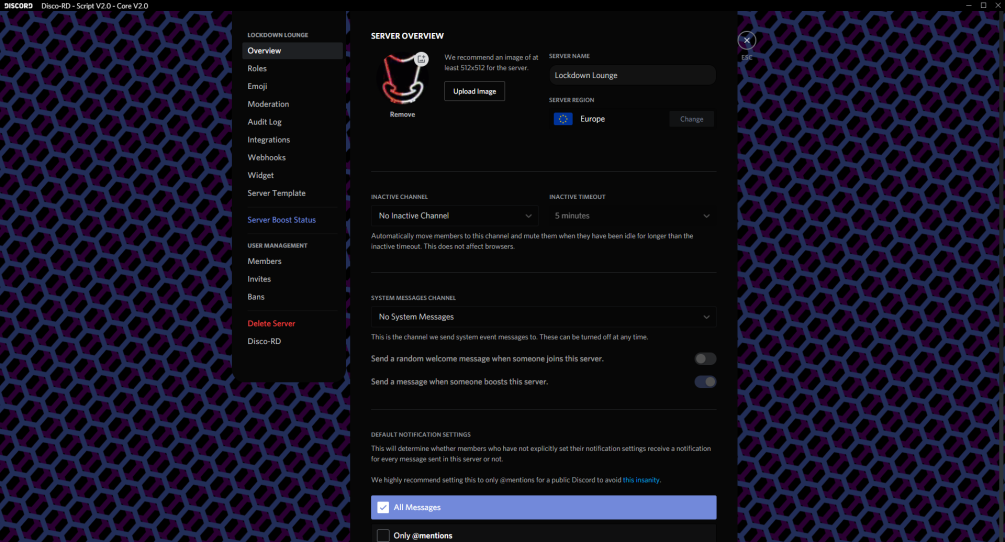 DISCORD Disco-RD - Script V2.0 - Core V2.0
LOCKDOWN LOUNGE
Overview
Roles
Emoji
Moderation
Audit Log
Integrations
Webhooks
Widget
Server Template
Server Boost Status
USER MANAGEMENT
Members
Invites
Bans
Delete Server
Disco-RD
SERVER OVERVIEW
We recommend an image of at
least 512x512 for the server.
Upload Image
Remove
SERVER NAME
Lockdown Lounge
SERVER REGION
Europe
Change
ESC
INACTIVE CHANNEL
No Inactive Channel
INACTIVE TIMEOUT
5 minutes
Automatically move members to this channel and mute them when they have been idle for longer than the
inactive timeout. This does not affect browsers.
SYSTEM MESSAGES CHANNEL
No System Messages
This is the channel we send system event messages to. These can be turned off at any time.
Send a random welcome message when someone joins this server.
Send a message when someone boosts this server.
DEFAULT NOTIFICATION SETTINGS
This will determine whether members who have not explicitly set their notification settings receive a notification
for every message sent in this server or not.
We highly recommend setting this to only @mentions for a public Discord to avoid this insanity.
All Messages
Only @mentions